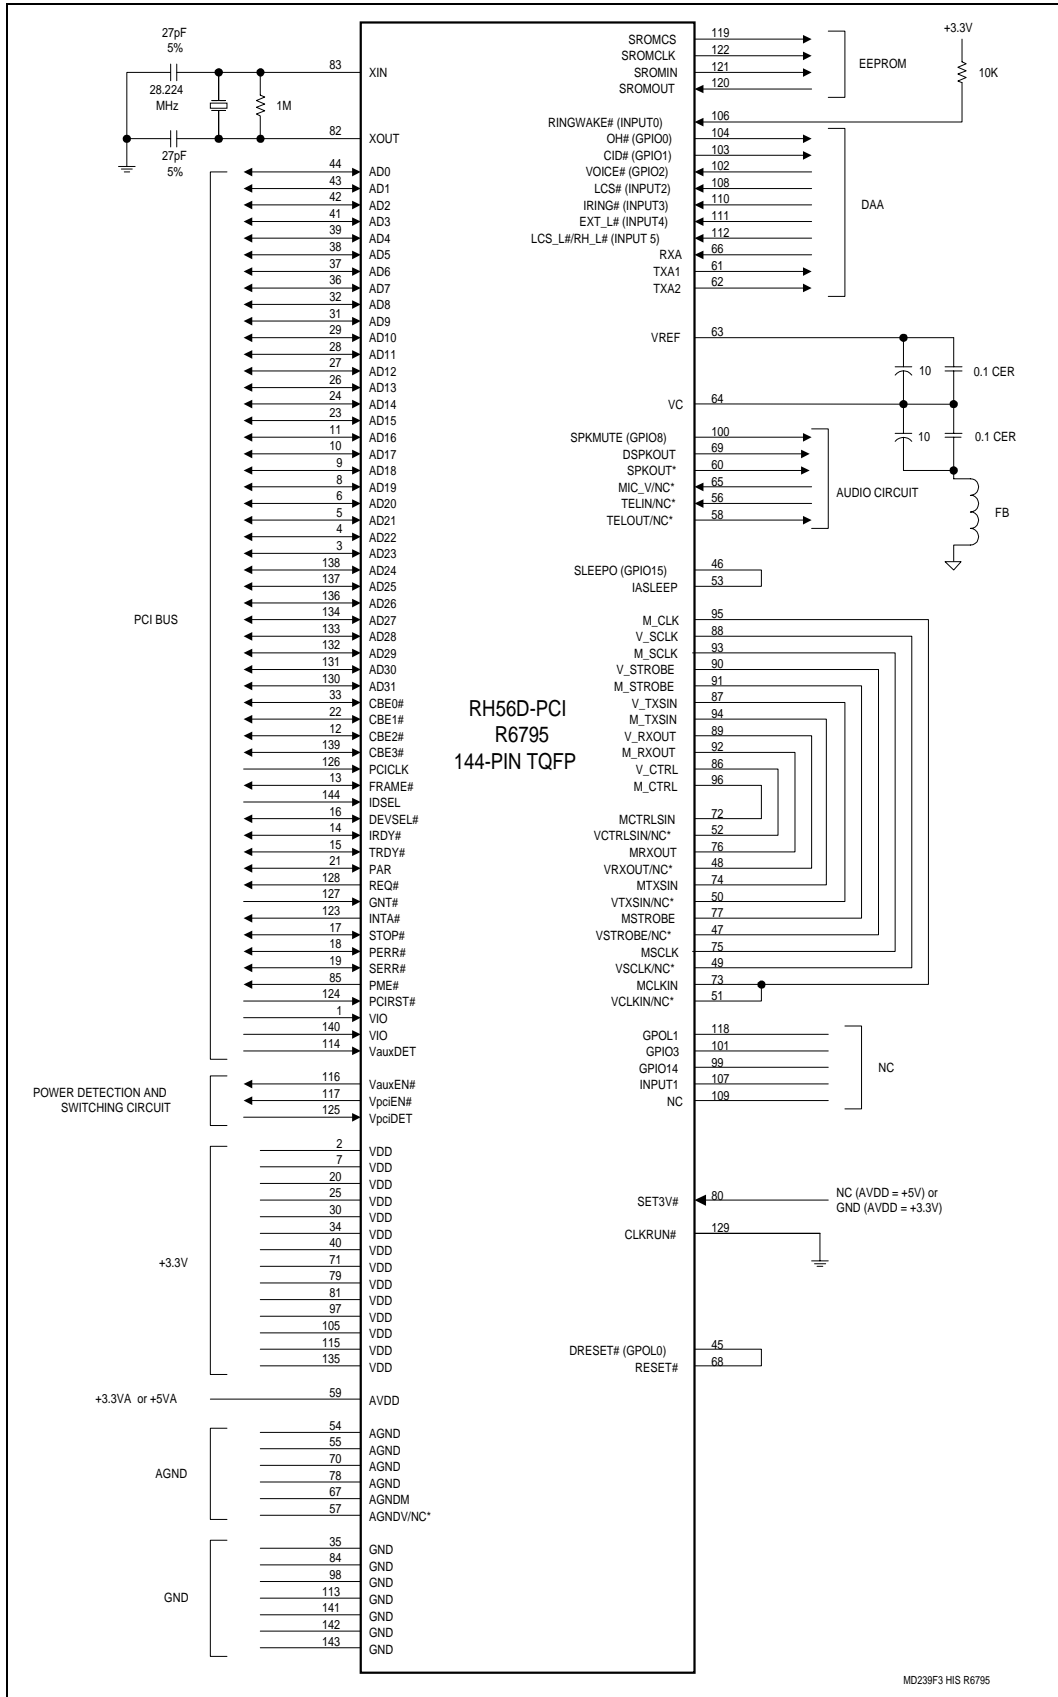 27pF
5%
28.224
MHz
1M
27pF
5%
83 XIN
82 XOUT
44 AD0
43 AD1
42 AD2
41 AD3
39 AD4
38 AD5
37 AD6
36 AD7
32 AD8
31 AD9
29 AD10
28 AD11
27 AD12
26 AD13
24 AD14
23 AD15
11 AD16
10 AD17
9 AD18
8 AD19
6 AD20
5 AD21
4 AD22
3 AD23
138 AD24
137 AD25
136 AD26
134 AD27
133 AD28
132 AD29
131 AD30
130 AD31
33 CBE0#
22 CBE1#
12 CBE2#
139 CBE3#
126 PCICLK
13 FRAME#
144 IDSEL
16 DEVSEL#
14 IRDY#
15 TRDY#
21 PAR
128 REQ#
127 GNT#
123 INTA#
17 STOP#
18 PERR#
19 SERR#
85 PME#
124 PCIRST#
1 VIO
140 VIO
114 VauxDET
PCI BUS
116 VauxEN#
117 VpciEN#
125 VpciDET
POWER DETECTION AND
SWITCHING CIRCUIT
2 VDD
7 VDD
20 VDD
25 VDD
30 VDD
34 VDD
40 VDD
71 VDD
79 VDD
81 VDD
97 VDD
105 VDD
115 VDD
135 VDD
+3.3V
+3.3VA or +5VA 59 AVDD
54 AGND
55 AGND
70 AGND
78 AGND
67 AGNDM
57 AGNDV/NC*
AGND
35 GND
84 GND
98 GND
113 GND
141 GND
142 GND
143 GND
GND
RH56D-PCI
R6795
144-PIN TQFP
SROMCS 119
SROMCLK 122
SROMIN 121
SROMOUT 120
EEPROM
+3.3V
10K
RINGWAKE# (INPUT0) 106
OH# (GPIO0) 104
CID# (GPIO1) 103
VOICE# (GPIO2) 102
LCS# (INPUT2) 108
IRING# (INPUT3) 110
EXT_L# (INPUT4) 111
LCS_L#/RH_L# (INPUT 5) 112
RXA 66
TXA1 61
TXA2 62
DAA
VREF 63
10 0.1 CER
VC 64
10 0.1 CER
FB
SPKMUTE (GPIO8) 100
DSPKOUT 69
SPKOUT* 60
MIC_V/NC* 65
TELIN/NC* 56
TELOUT/NC* 58
AUDIO CIRCUIT
SLEEPO (GPIO15) 46
IASLEEP 53
M_CLK 95
V_SCLK 88
M_SCLK 93
V_STROBE 90
M_STROBE 91
V_TXSIN 87
M_TXSIN 94
V_RXOUT 89
M_RXOUT 92
V_CTRL 86
M_CTRL 96
MCTRLSIN 72
VCTRLSIN/NC* 52
MRXOUT 76
VRXOUT/NC* 48
MTXSIN 74
VTXSIN/NC* 50
MSTROBE 77
VSTROBE/NC* 47
MSCLK 75
VSCLK/NC* 49
MCLKIN 73
VCLKIN/NC* 51
GPOL1 118
GPIO3 101
GPIO14 99
INPUT1 107
NC 109
NC
SET3V# 80
NC (AVDD = +5V) or
GND (AVDD = +3.3V)
CLKRUN# 129
DRESET# (GPOL0) 45
RESET# 68
MD239F3 HIS R6795